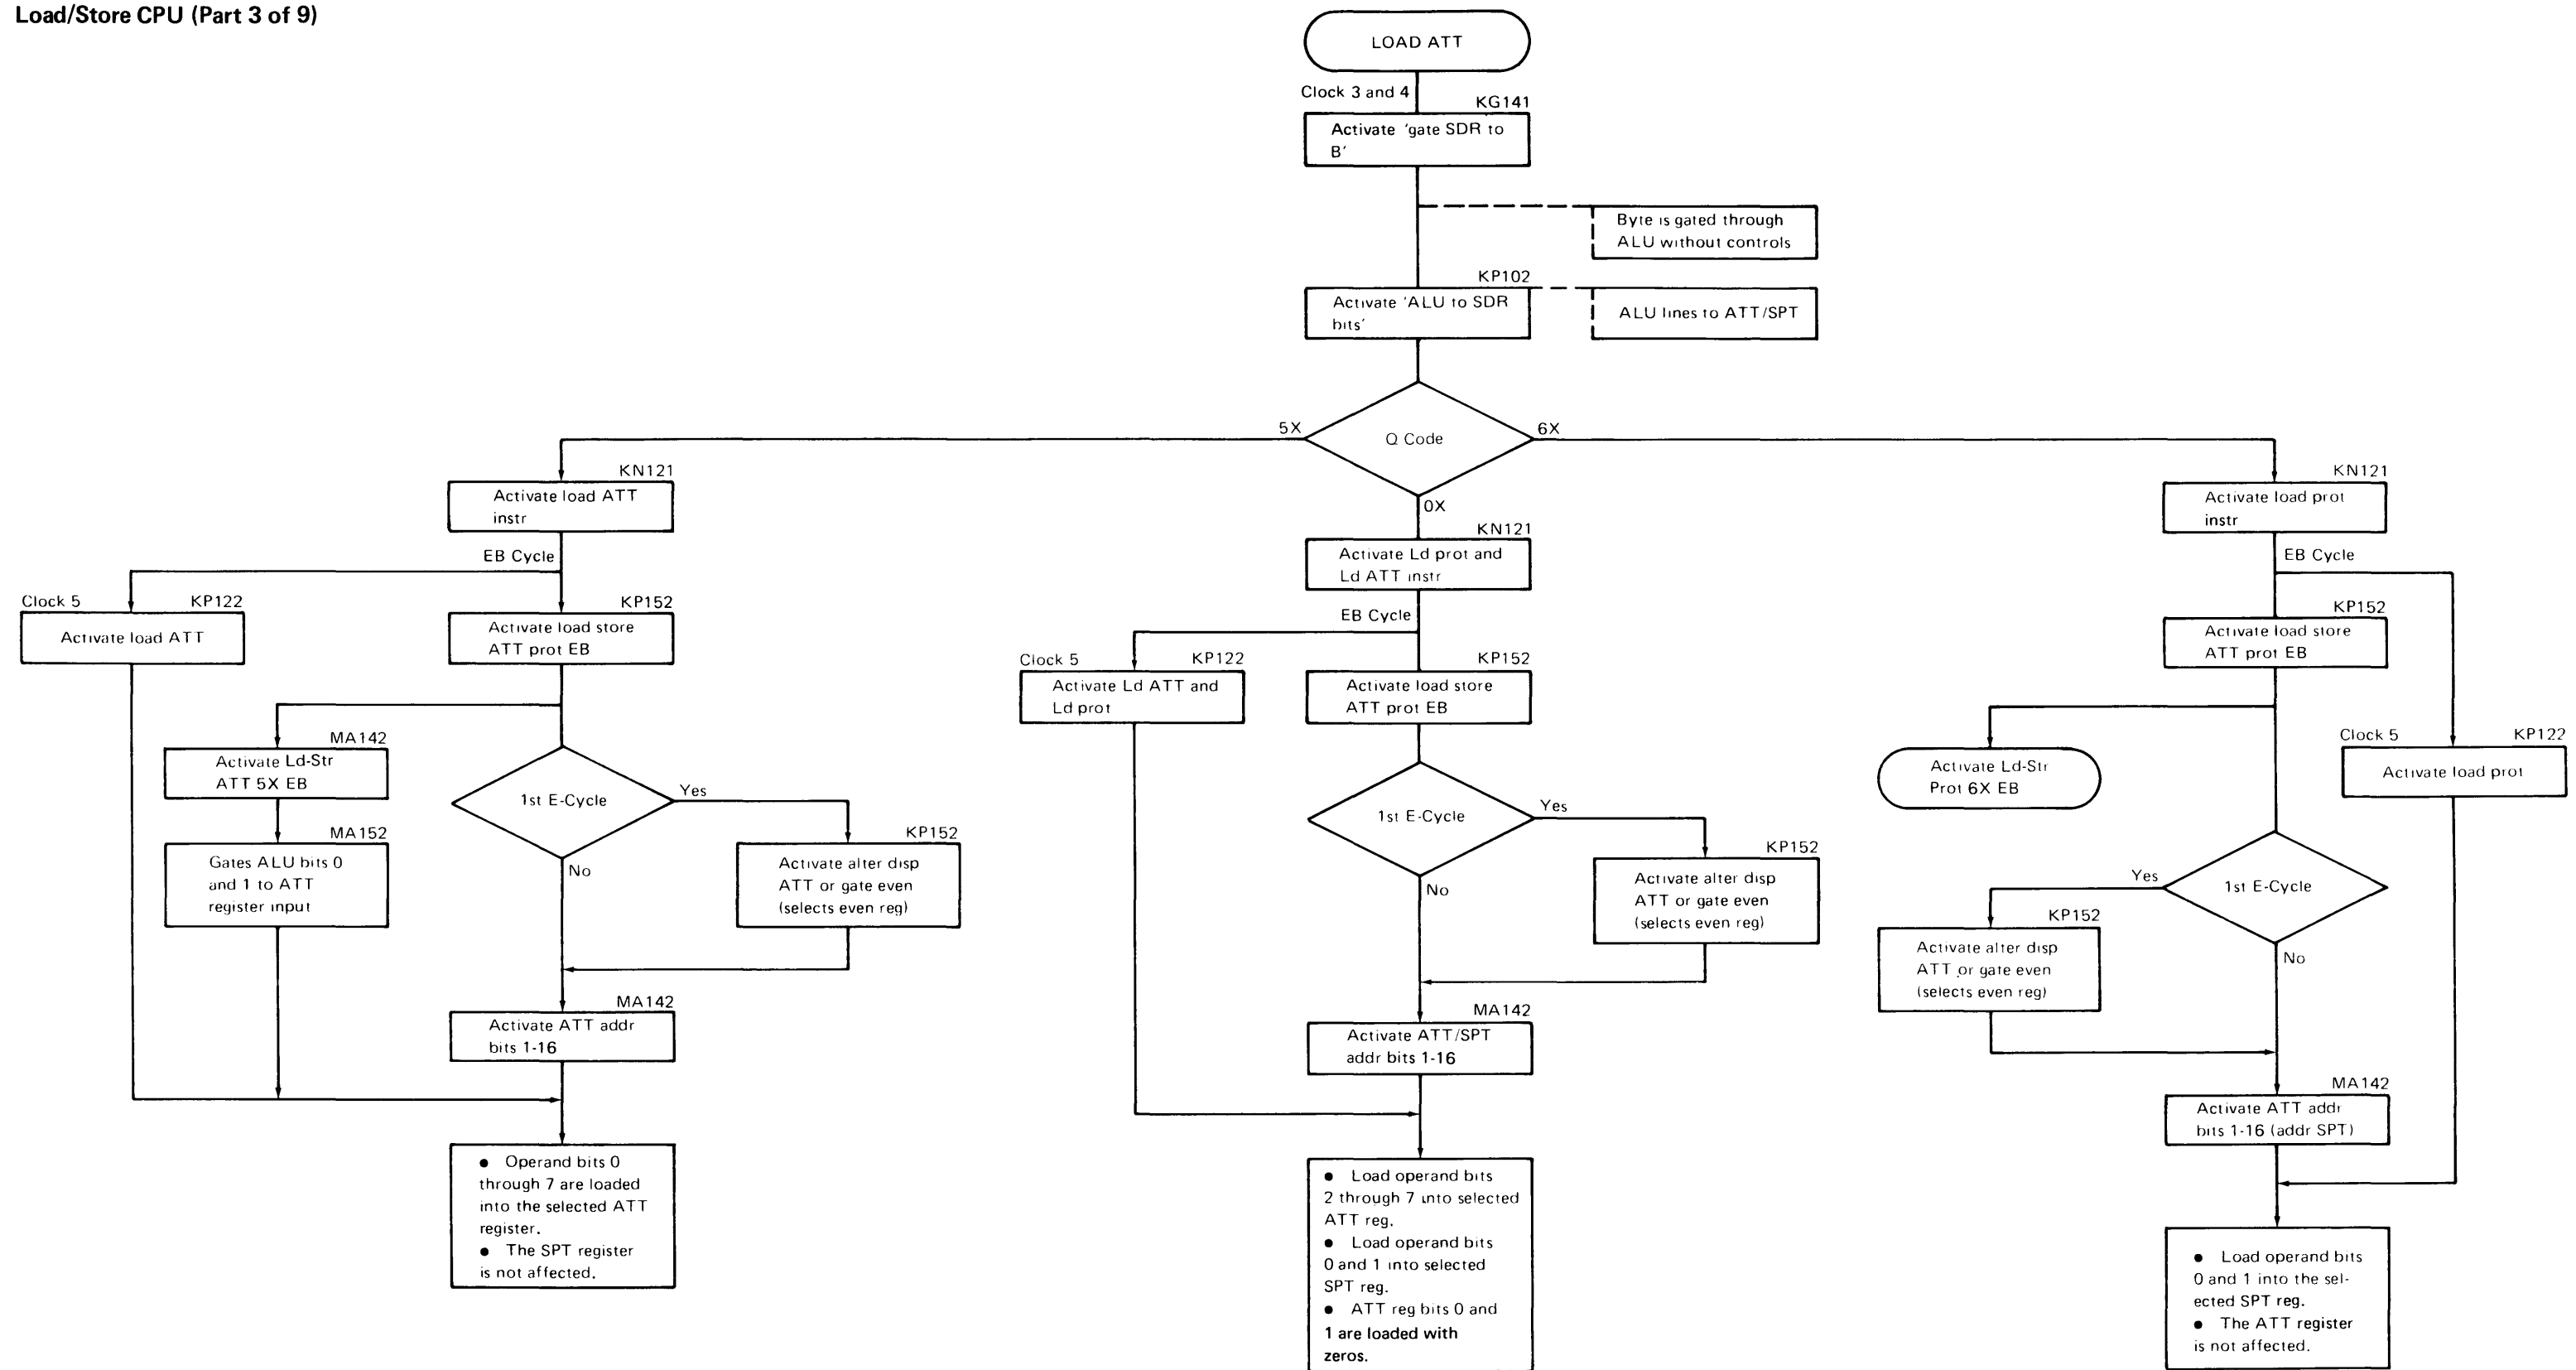 Load/Store CPU (Part 3 of 9)
LOAD ATT
Clock 3 and 4
KG141
Activate 'gate SDR to
B'
Byte is gated through
ALU without controls
KP102
Activate 'ALU to SDR
bits'
ALU lines to ATT/SPT
Q Code
5X
6X
0X
KN121
Activate load ATT
instr
EB Cycle
Clock 5
KP122
Activate load ATT
KP152
Activate load store
ATT prot EB
MA142
Activate Ld-Str
ATT 5X EB
MA152
Gates ALU bits 0
and 1 to ATT
register input
1st E-Cycle
Yes
No
KP152
Activate alter disp
ATT or gate even
(selects even reg)
MA142
Activate ATT addr
bits 1-16
● Operand bits 0
through 7 are loaded
into the selected ATT
register.
● The SPT register
is not affected.
KN121
Activate Ld prot and
Ld ATT instr
EB Cycle
Clock 5
KP122
Activate Ld ATT and
Ld prot
KP152
Activate load store
ATT prot EB
1st E-Cycle
Yes
No
KP152
Activate alter disp
ATT or gate even
(selects even reg)
MA142
Activate ATT/SPT
addr bits 1-16
● Load operand bits
2 through 7 into selected
ATT reg.
● Load operand bits
0 and 1 into selected
SPT reg.
● ATT reg bits 0 and
1 are loaded with
zeros.
KN121
Activate load prot
instr
EB Cycle
KP152
Activate load store
ATT prot EB
Activate Ld-Str
Prot 6X EB
Clock 5
KP122
Activate load prot
1st E-Cycle
Yes
No
KP152
Activate alter disp
ATT or gate even
(selects even reg)
MA142
Activate ATT addr
bits 1-16 (addr SPT)
● Load operand bits
0 and 1 into the sel-
ected SPT reg.
● The ATT register
is not affected.